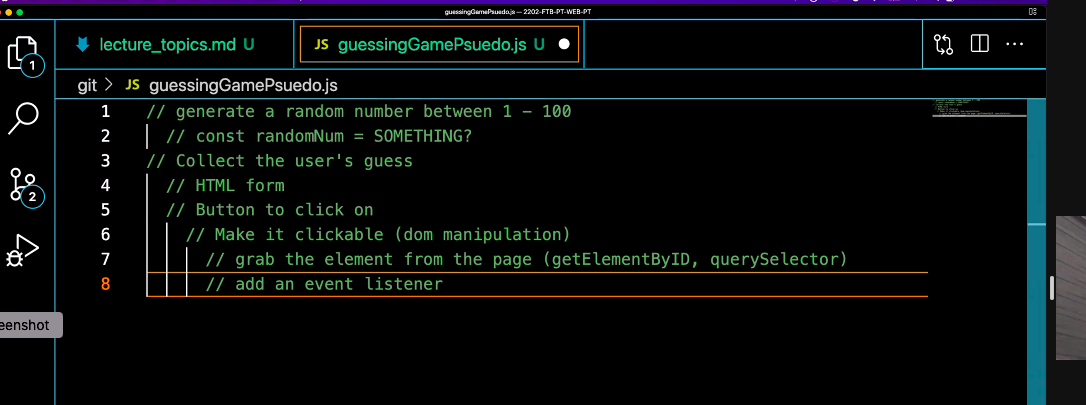 guessingGamePsuedo.js — 2202-FTB-PT-WEB-PT
lecture_topics.md U
JS guessingGamePsuedo.js U
git > JS guessingGamePsuedo.js
1
2
1 // generate a random number between 1 - 100
2 // const randomNum = SOMETHING?
3 // Collect the user's guess
4 // HTML form
5 // Button to click on
6 // Make it clickable (dom manipulation)
7 // grab the element from the page (getElementByID, querySelector)
8 // add an event listener
eenshot